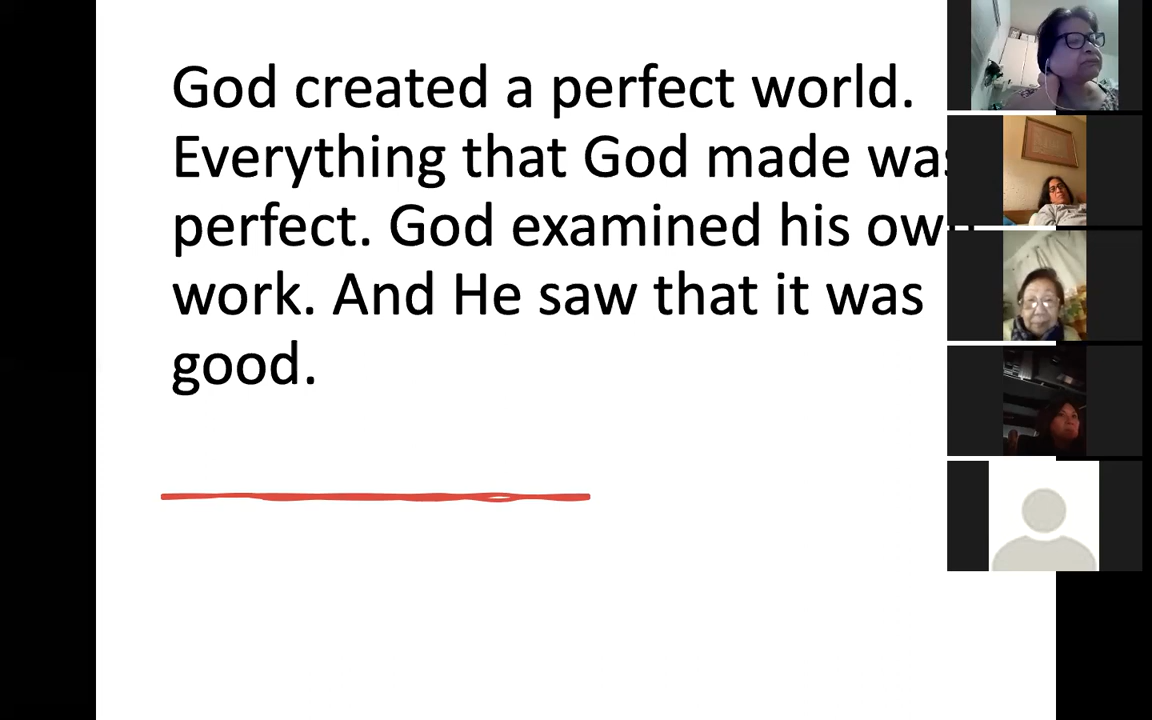 God created a perfect world.
Everything that God made was
perfect. God examined his own
work. And He saw that it was
good.